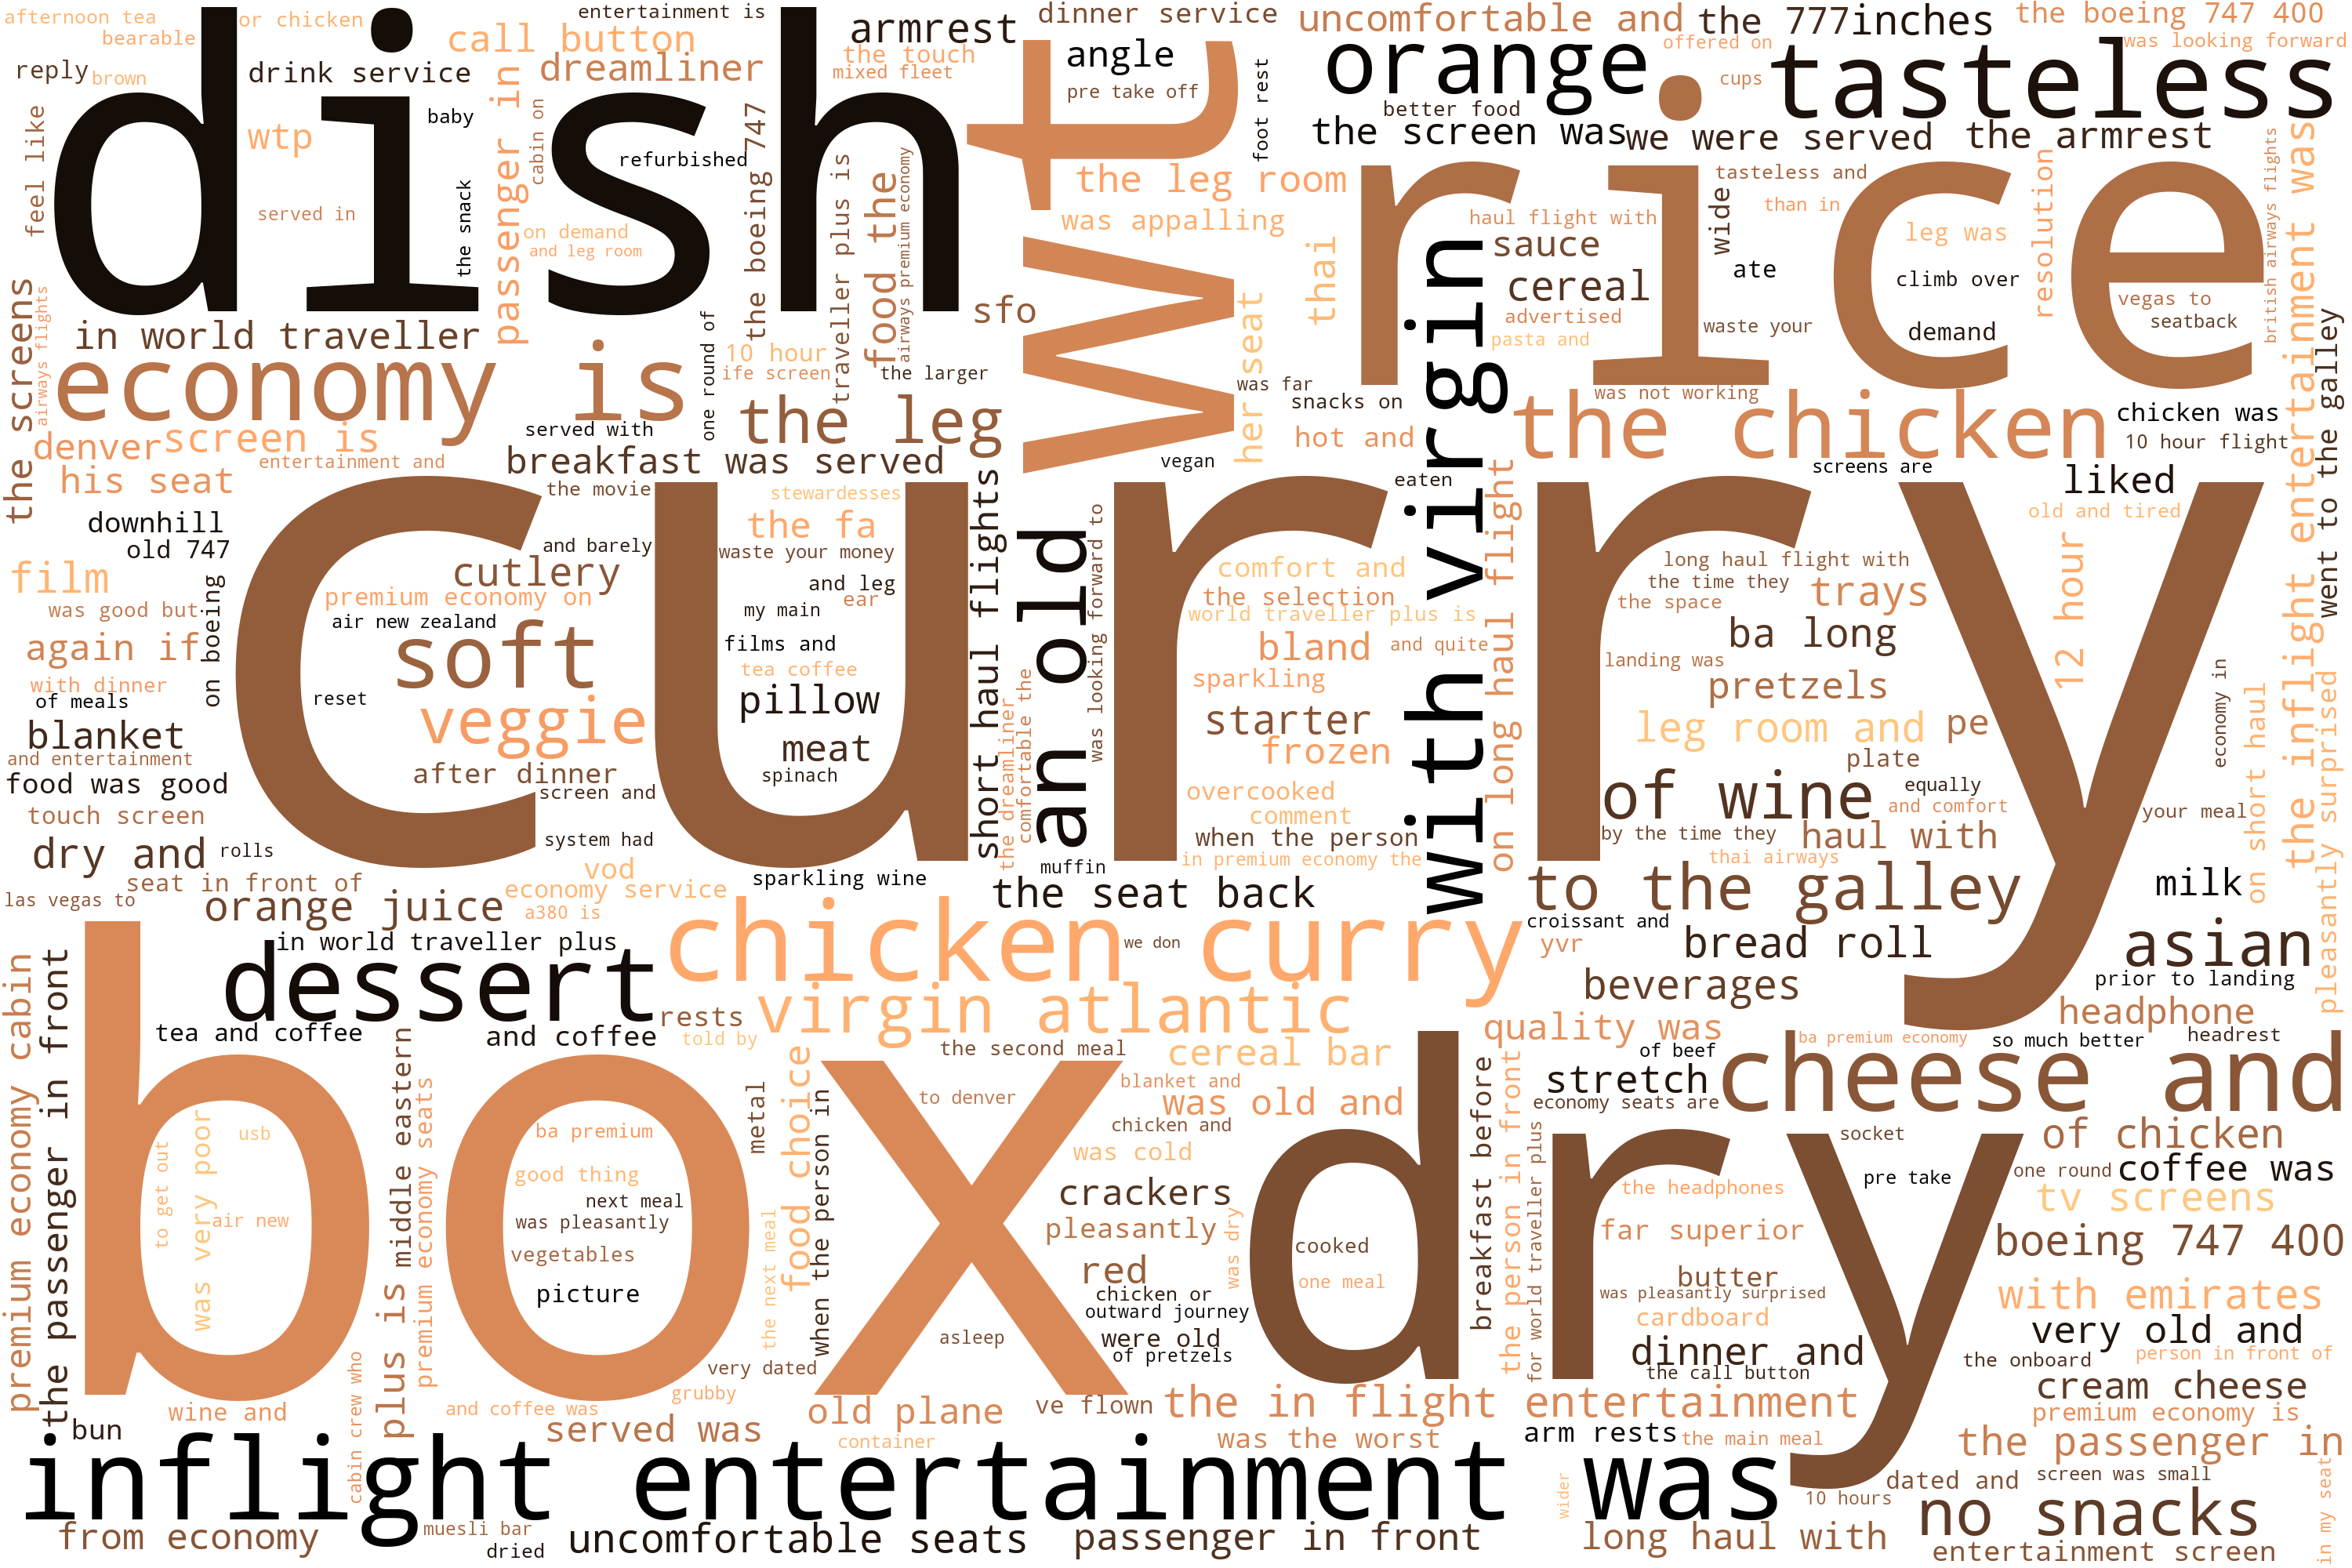 afternoon tea
bearable
or chicken
entertainment is
call button
armrest
dinner service
uncomfortable and
the 777
inches
the boeing 747 400
was looking forward
offered on
reply
brown
drink service
passenger in
dreamliner
the touch
mixed fleet
angle
pre take off
foot rest
orange
better food
the screen was
cups
tasteless
we were served
the armrest
dish
wt
rice
feel like
wtp
baby
refurbished
served in
the snack
cabin on
on demand
and leg room
the boeing 747
traveller plus is
food the
airways premium economy
the leg room
was appalling
thai
her seat
haul flight with
sauce
cereal
advertised
pasta and
tasteless and
wide
than in
ate
waste your
leg was
climb over
demand
resolution
vegas to
seatback
british airways flights
the inflight entertainment was
went to the galley
the screens
airways flights
in world traveller
economy is
one round of
10 hour
ife screen
the larger
sfo
was far
snacks on
hot and
with virgin
was not working
the chicken
chicken was
10 hour flight
denver
screen is
entertainment and
his seat
served with
breakfast was served
the leg
vegan
eaten
screens are
liked
old and tired
curry
downhill
old 747
the movie
stewardesses
the fa
and barely
waste your money
cutlery
film
was good but
on boeing
premium economy on
air new zealand
and leg
ear
my main
soft
films and
tea coffee
again if
with dinner
of meals
reset
veggie
pillow
meat
spinach
after dinner
screen and
blanket
and entertainment
food was good
touch screen
system had
short haul flights
the dreamliner
comfortable the
an old
was looking forward to
comfort and
the selection
world traveller plus is
bland
and quite
sparkling
starter
frozen
overcooked
comment
when the person
in premium economy the
on long haul flight
long haul flight with
the time they
the space
trays
ba long
landing was
pretzels
leg room and
pe
12 hour
plate
of wine
equally
and comfort
by the time they
haul with
thai airways
economy in
on short haul
your meal
pleasantly surprised
dry and
rolls
vod
sparkling wine
muffin
the seat back
to the galley
milk
las vegas to
seat in front of
orange juice
economy service
a380 is
chicken curry
we don
croissant and
yvr
bread roll
asian
in world traveller plus
dessert
beverages
prior to landing
tea and coffee
and coffee
rests
told by
virgin atlantic
the second meal
cereal bar
quality was
headphone
ba premium economy
so much better
headrest
of beef
box
dry
cheese and
premium economy cabin
the passenger in front
middle eastern
plus is
premium economy seats
metal
food choice
when the person in
the next meal
to denver
blanket and
was old and
chicken and
was cold
breakfast before
the person in front
for world traveller plus
stretch
economy seats are
socket
of chicken
to get out
was very poor
usb
air new
ba premium
good thing
next meal
was pleasantly
vegetables
picture
crackers
pleasantly
was dry
red
chicken or
outward journey
were old
of pretzels
asleep
cooked
one meal
the headphones
pre take
one round
coffee was
tv screens
far superior
boeing 747 400
butter
was pleasantly surprised
cardboard
with emirates
dinner and
the call button
very old and
the onboard
person in front of
very dated
grubby
cabin crew who
wine and
bun
and coffee was
served was
old plane
container
ve flown
the in flight entertainment
was the worst
arm rests
the main meal
cream cheese
premium economy is
the passenger in
inflight entertainment was
dated and
screen was small
10 hours
wider
no snacks
in my seat
from economy
muesli bar
dried
uncomfortable seats
passenger in front
long haul with
entertainment screen